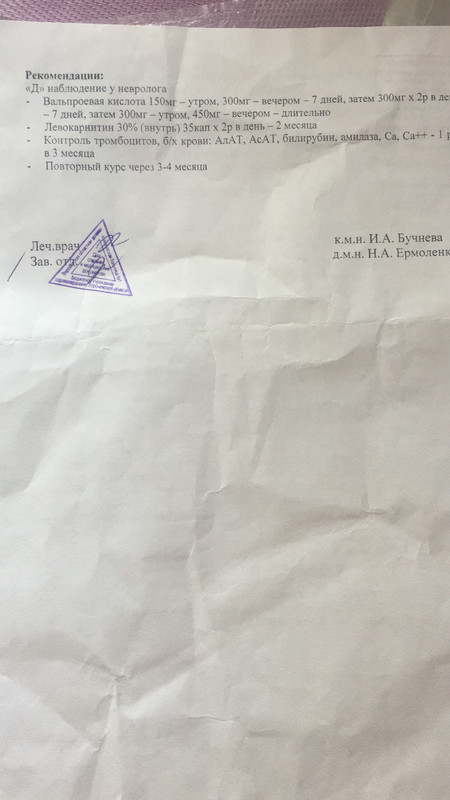 Рекомендации:
«Д» наблюдение у невролога
- Вальпроевая кислота 150мг – утром, 300мг – вечером – 7 дней, затем 300мг х 2р в де
– 7 дней, затем 300мг – утром, 450мг – вечером – длительно
- Левокарнитин 30% (внутрь) 35кап х 2р в день – 2 месяца
- Контроль тромбоцитов, б/х крови: АлАТ, АсАТ, билирубин, амилаза, Са, Са++ - 1 р
в 3 месяца
- Повторный курс через 3-4 месяца
Леч.врач
к.м.н. И.А. Бучнева
Зав. отд.
д.м.н. Н.А. Ермоленк